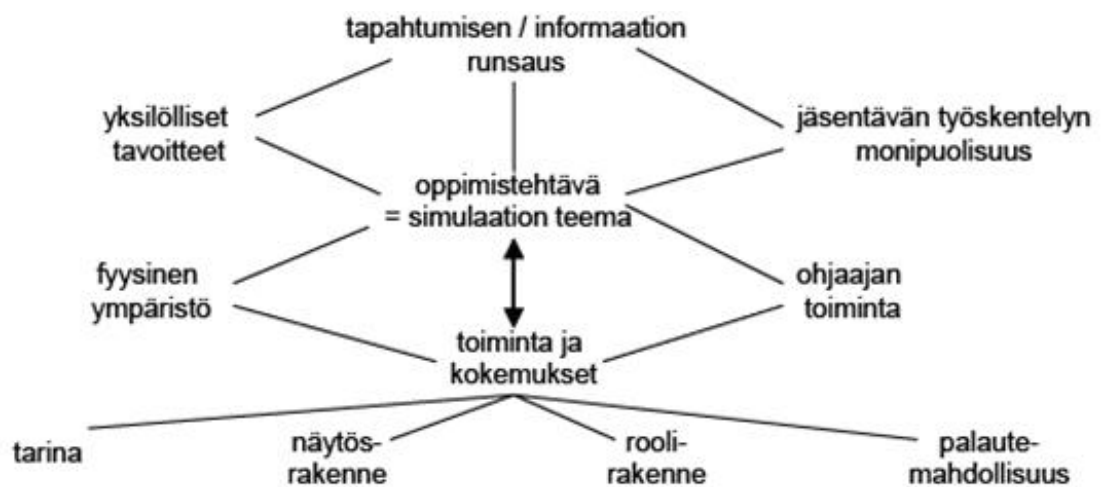 tapahtumisen / informaation
runsaus
yksilölliset
tavoitteet
jäsentävän työskentelyn
monipuolisuus
oppimistehtävä
= simulaation teema
fyysinen
ympäristö
ohjaajan
toiminta
toiminta ja
kokemukset
tarina
näytös-
rakenne
rooli-
rakenne
palaute-
mahdollisuus